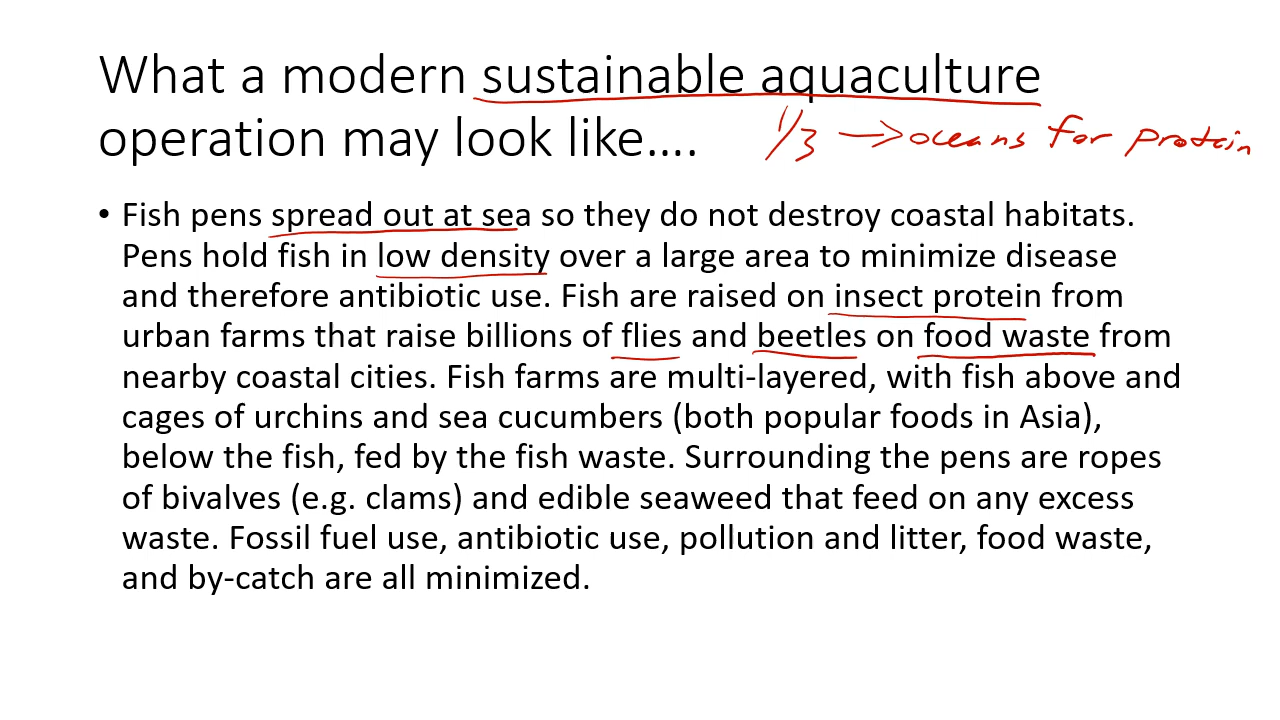 What a modern sustainable aquaculture
operation may look like….
1/3 → oceans for protein
• Fish pens spread out at sea so they do not destroy coastal habitats.
Pens hold fish in low density over a large area to minimize disease
and therefore antibiotic use. Fish are raised on insect protein from
urban farms that raise billions of flies and beetles on food waste from
nearby coastal cities. Fish farms are multi-layered, with fish above and
cages of urchins and sea cucumbers (both popular foods in Asia),
below the fish, fed by the fish waste. Surrounding the pens are ropes
of bivalves (e.g. clams) and edible seaweed that feed on any excess
waste. Fossil fuel use, antibiotic use, pollution and litter, food waste,
and by-catch are all minimized.